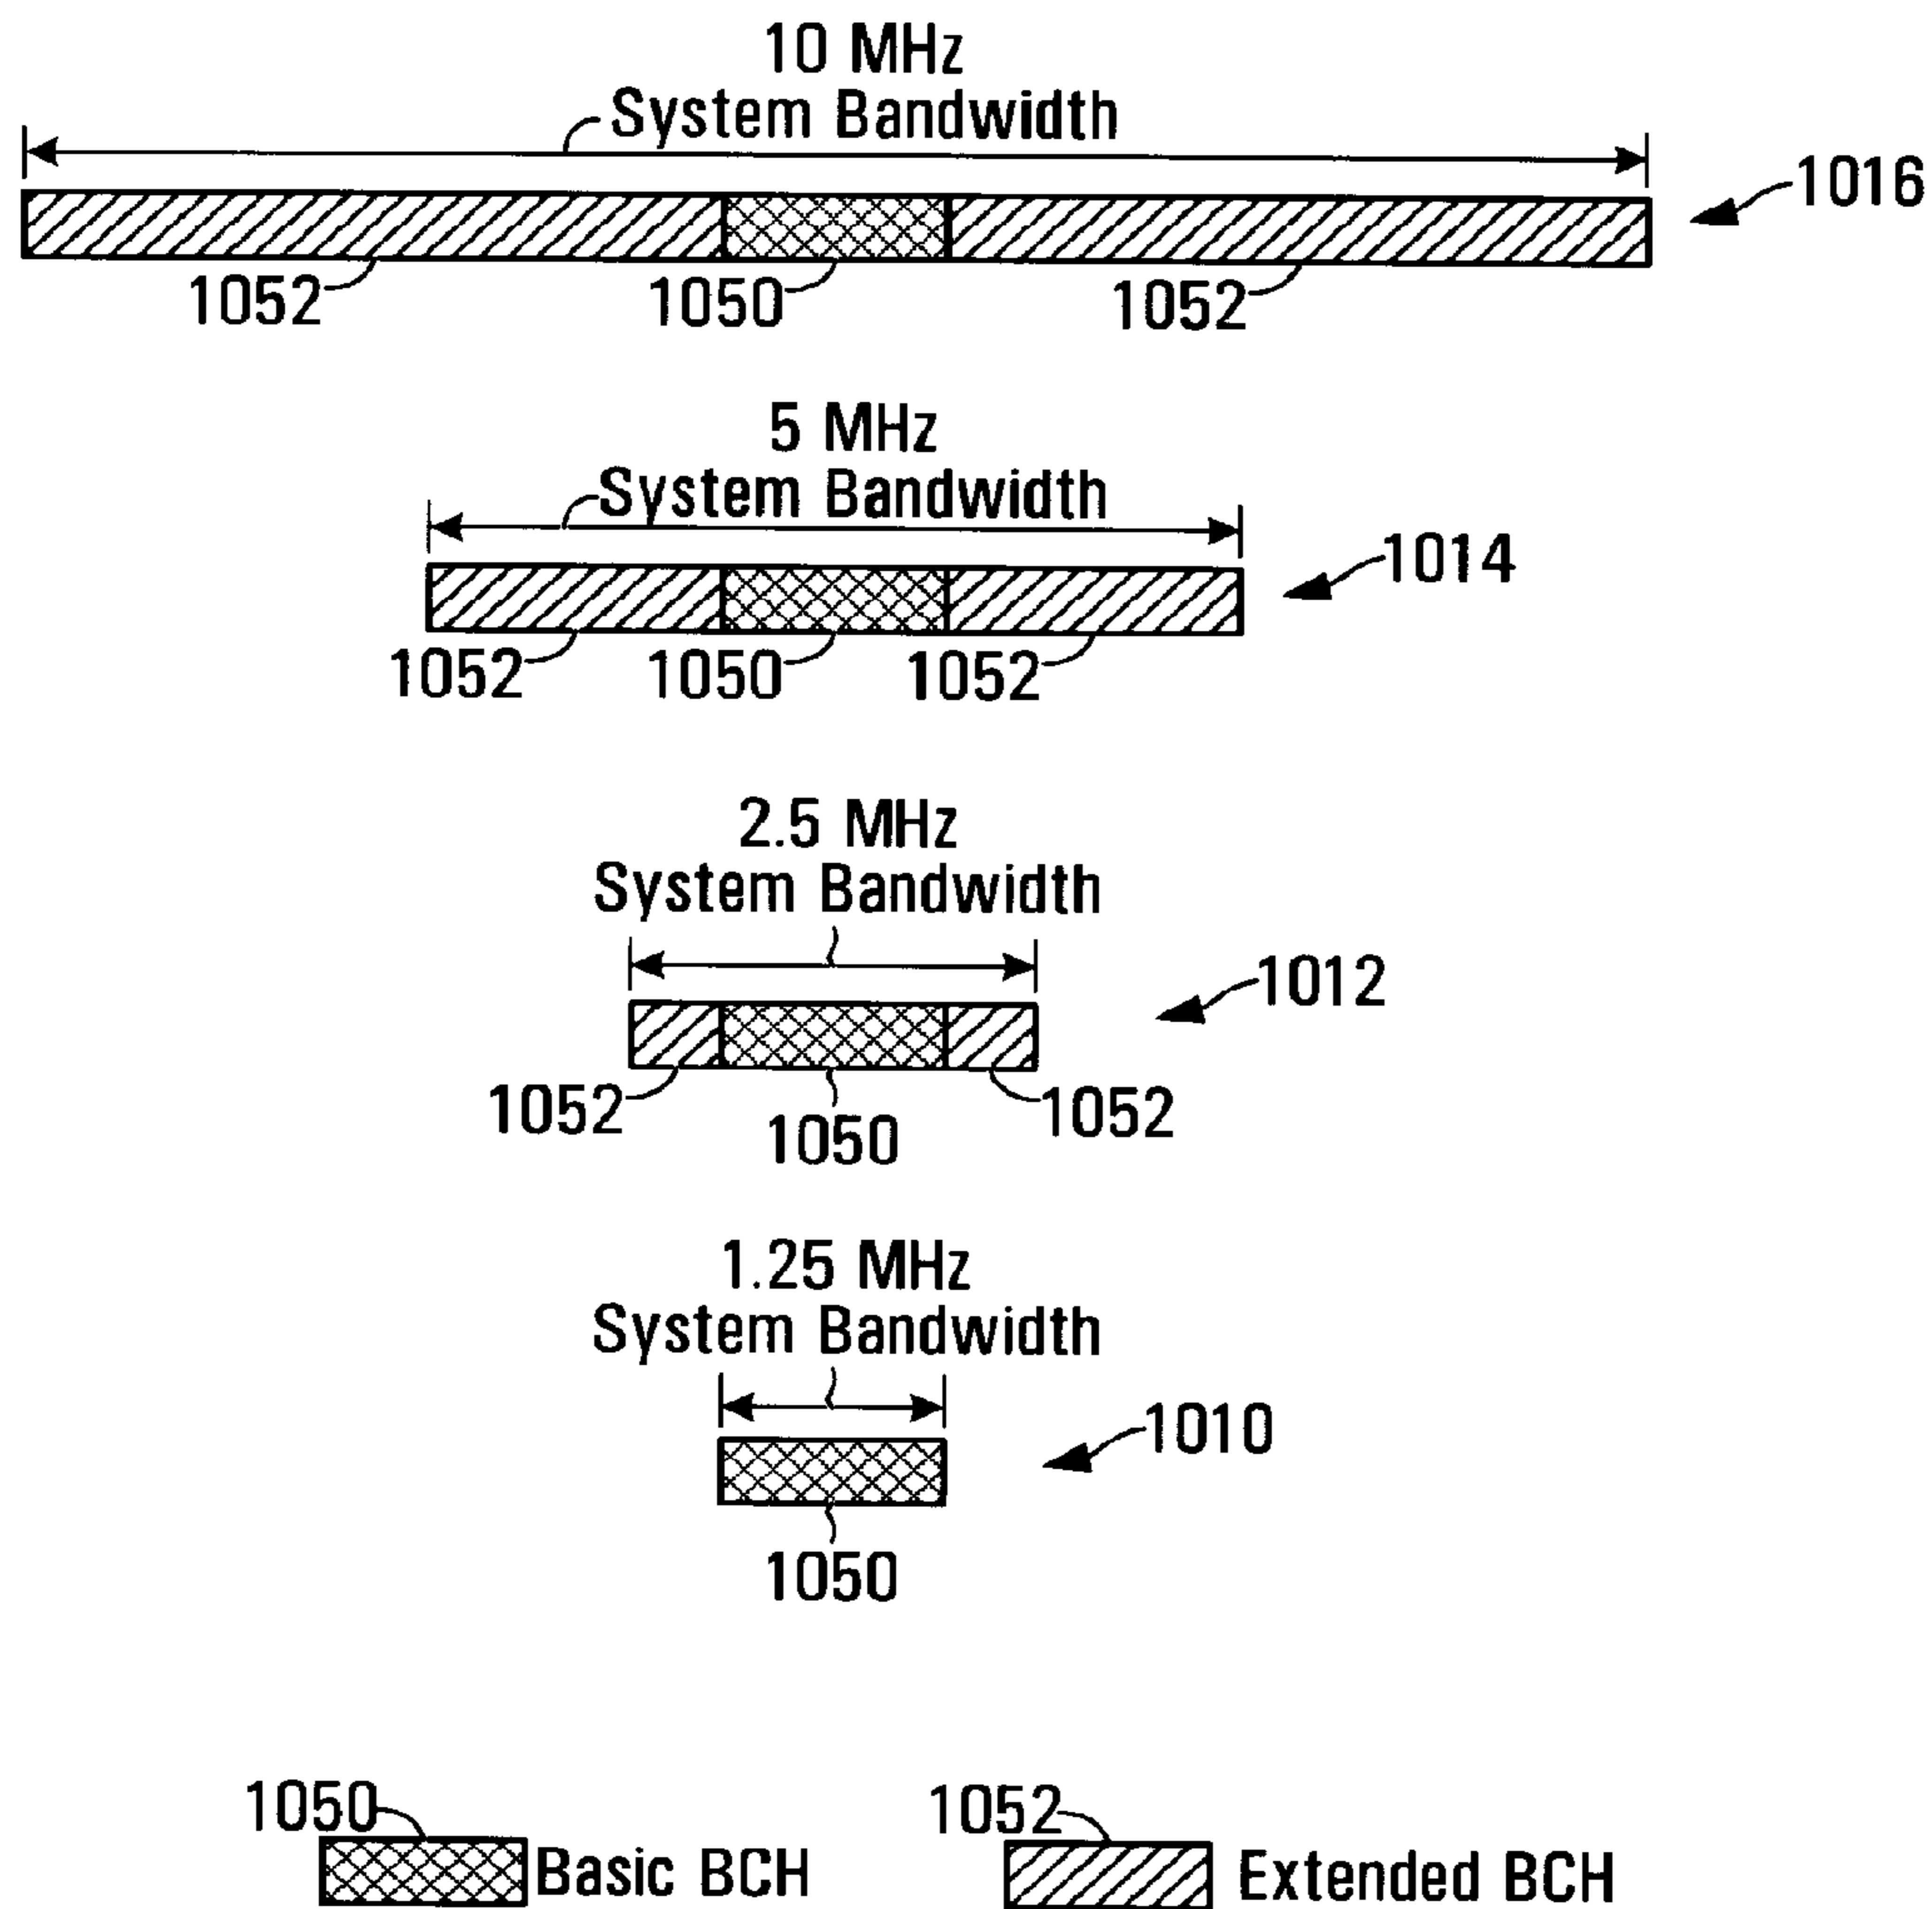 10 MHz
System Bandwidth
1016
1052 1050 1052
5 MHz
System Bandwidth
1014
1052 1050 1052
2.5 MHz
System Bandwidth
1012
1052 1050 1052
1.25 MHz
System Bandwidth
1010
1050
1050 1052
Basic BCH Extended BCH